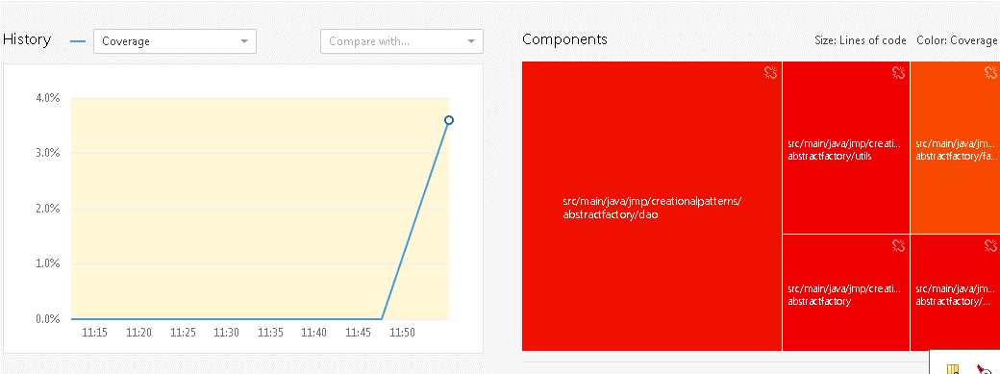 History
Coverage
Compare with...
4.0%
3.0%
2.0%
1.0%
0.0%
11:15
11:20
11:25
11:30
11:35
11:40
11:45
11:50
Components
Size: Lines of code Color: Coverage
src/main/java/jmp/creationalpatterns/
abstractfactory/dao
src/main/java/jmp/creati...
abstractfactory/utils
src/main/java/jm...
abstractfactory/fa...
src/main/java/jmp/creati...
abstractfactory
src/main/java/jm...
abstractfactory/...